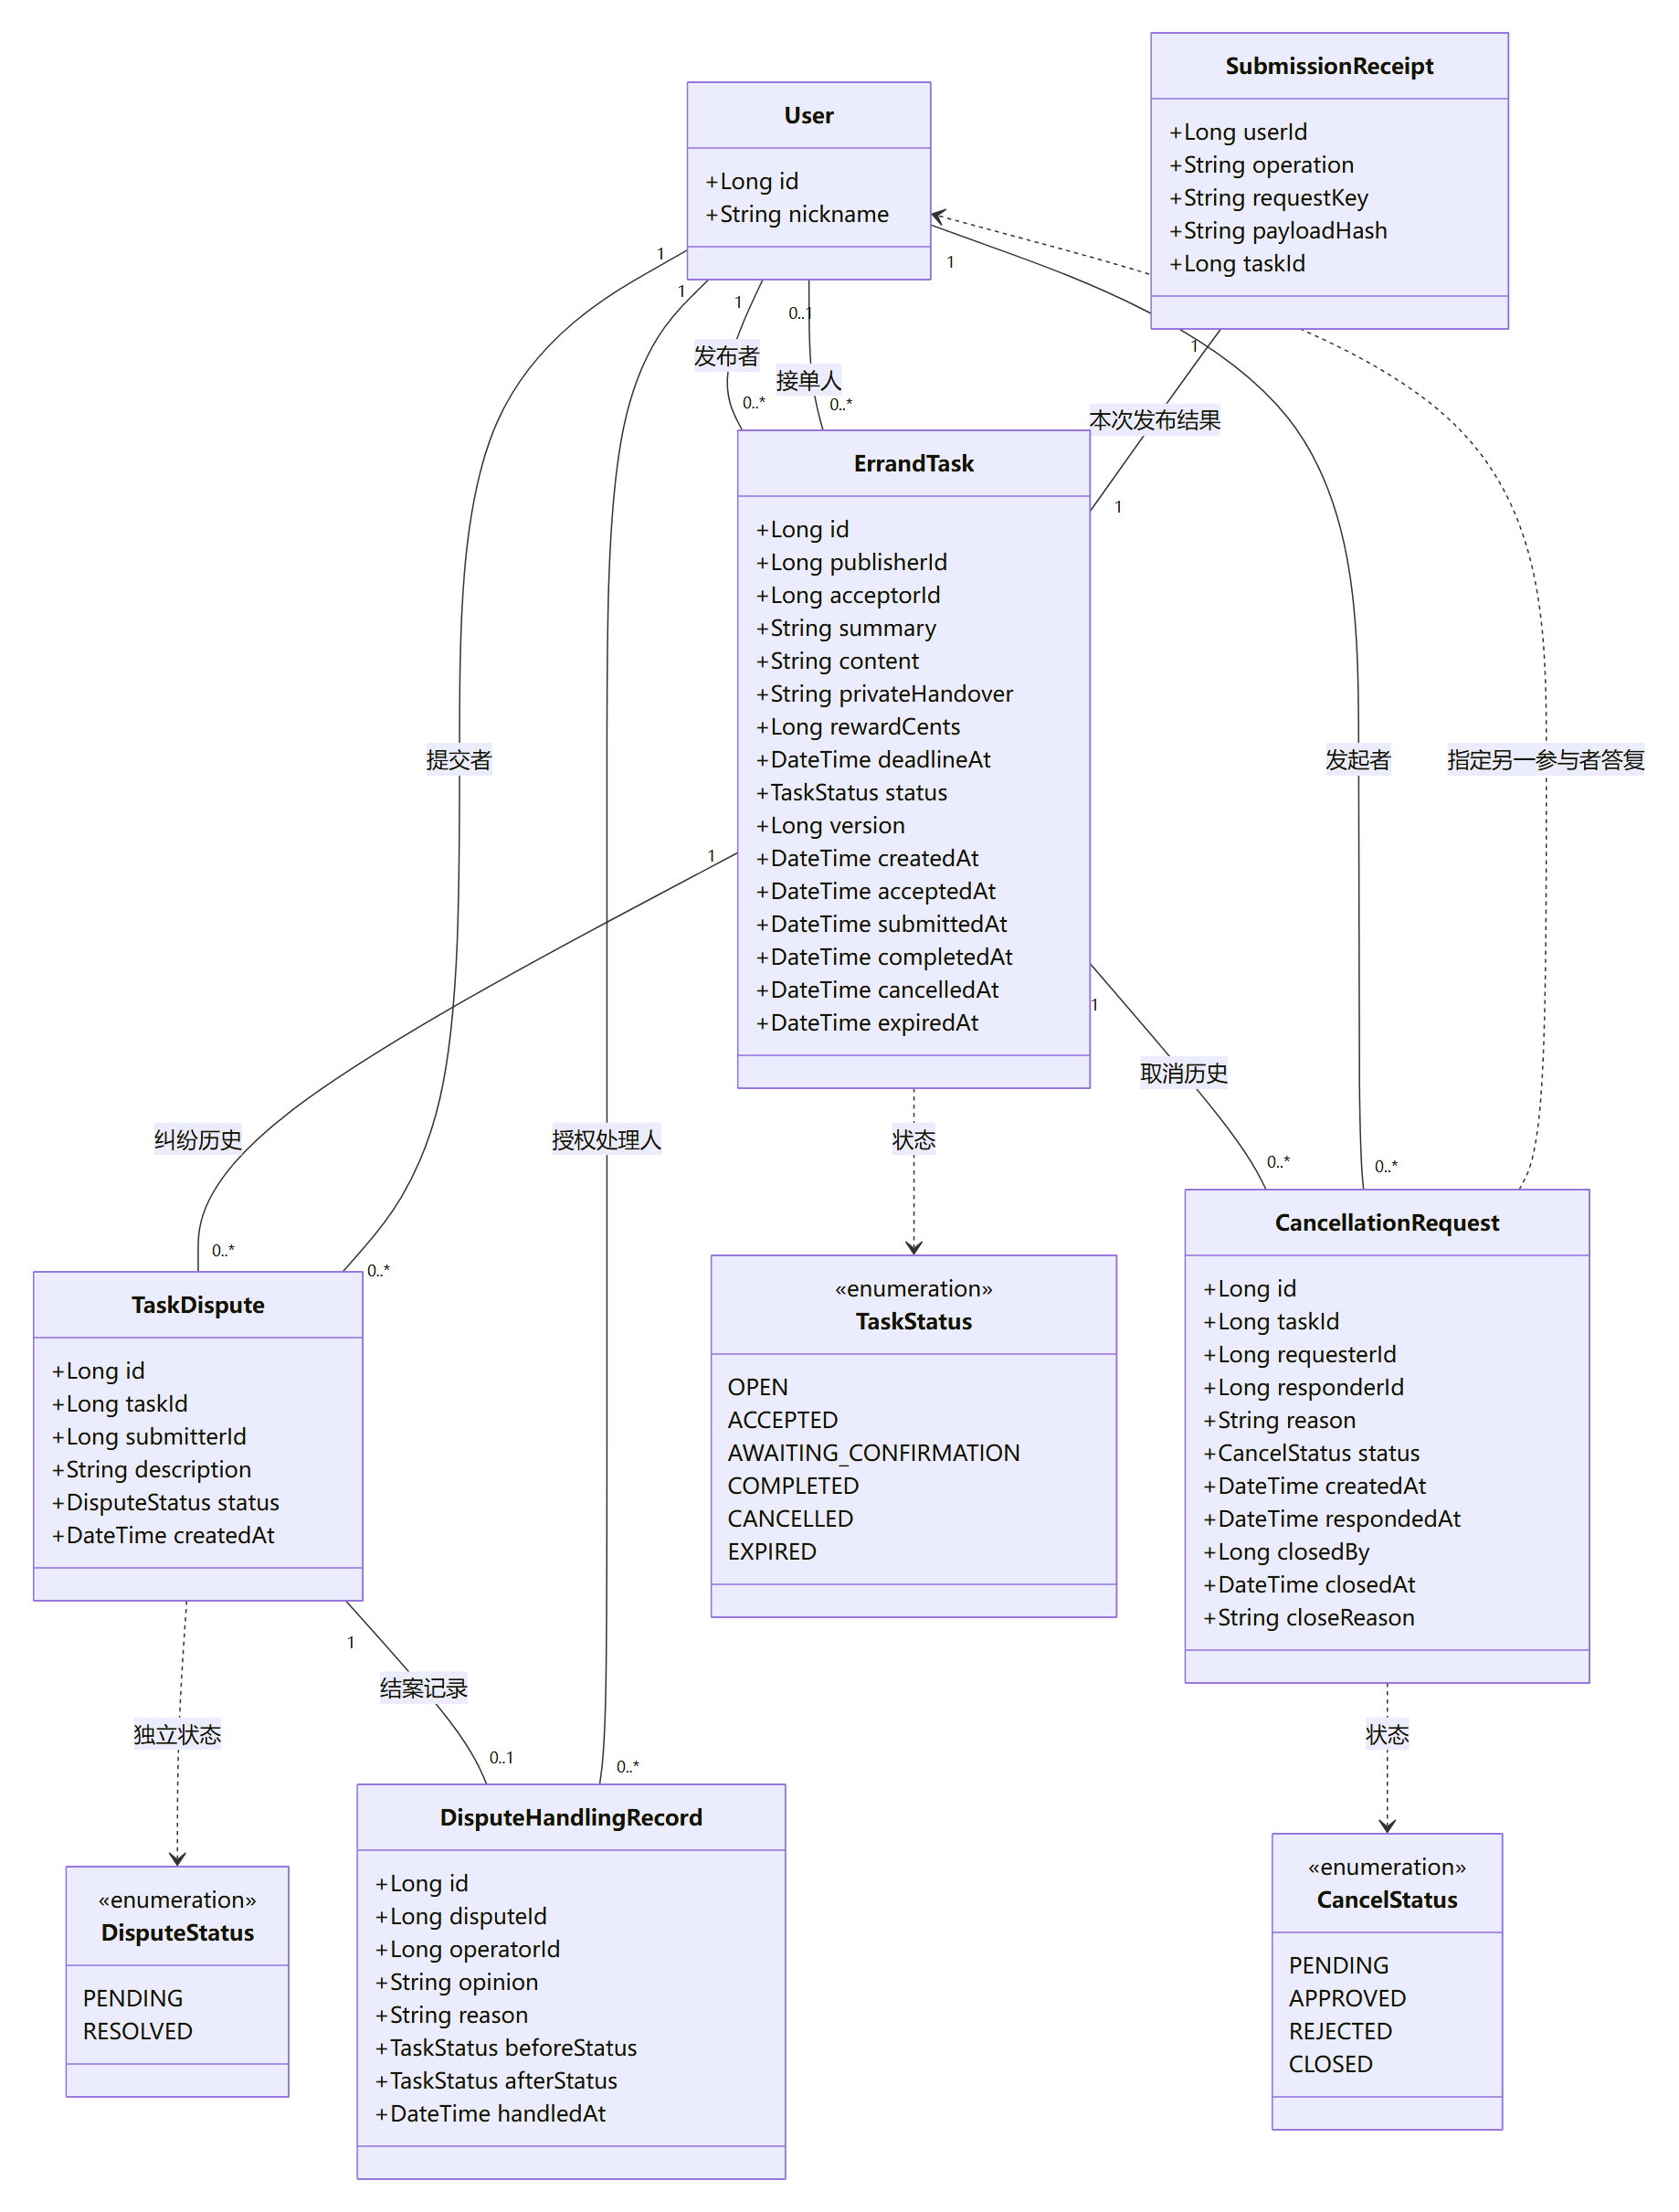 SubmissionReceipt
+Long userId
+String operation
+String requestKey
+String payloadHash
+Long taskId
User
+Long id
+String nickname
1
1
1
0..1
1
1
发布者
接单人
0..*
0..*
本次发布结果
1
ErrandTask
+Long id
+Long publisherId
+Long acceptorId
+String summary
+String content
+String privateHandover
+Long rewardCents
+DateTime deadlineAt
+TaskStatus status
+Long version
+DateTime createdAt
+DateTime acceptedAt
+DateTime submittedAt
+DateTime completedAt
+DateTime cancelledAt
+DateTime expiredAt
提交者
发起者
指定另一参与者答复
1
1
纠纷历史
授权处理人
状态
取消历史
0..*
0..*
0..*
0..*
TaskDispute
+Long id
+Long taskId
+Long submitterId
+String description
+DisputeStatus status
+DateTime createdAt
«enumeration»
TaskStatus
OPEN
ACCEPTED
AWAITING_CONFIRMATION
COMPLETED
CANCELLED
EXPIRED
CancellationRequest
+Long id
+Long taskId
+Long requesterId
+Long responderId
+String reason
+CancelStatus status
+DateTime createdAt
+DateTime respondedAt
+Long closedBy
+DateTime closedAt
+String closeReason
1
结案记录
独立状态
状态
0..1
0..*
«enumeration»
DisputeStatus
PENDING
RESOLVED
DisputeHandlingRecord
+Long id
+Long disputeId
+Long operatorId
+String opinion
+String reason
+TaskStatus beforeStatus
+TaskStatus afterStatus
+DateTime handledAt
«enumeration»
CancelStatus
PENDING
APPROVED
REJECTED
CLOSED